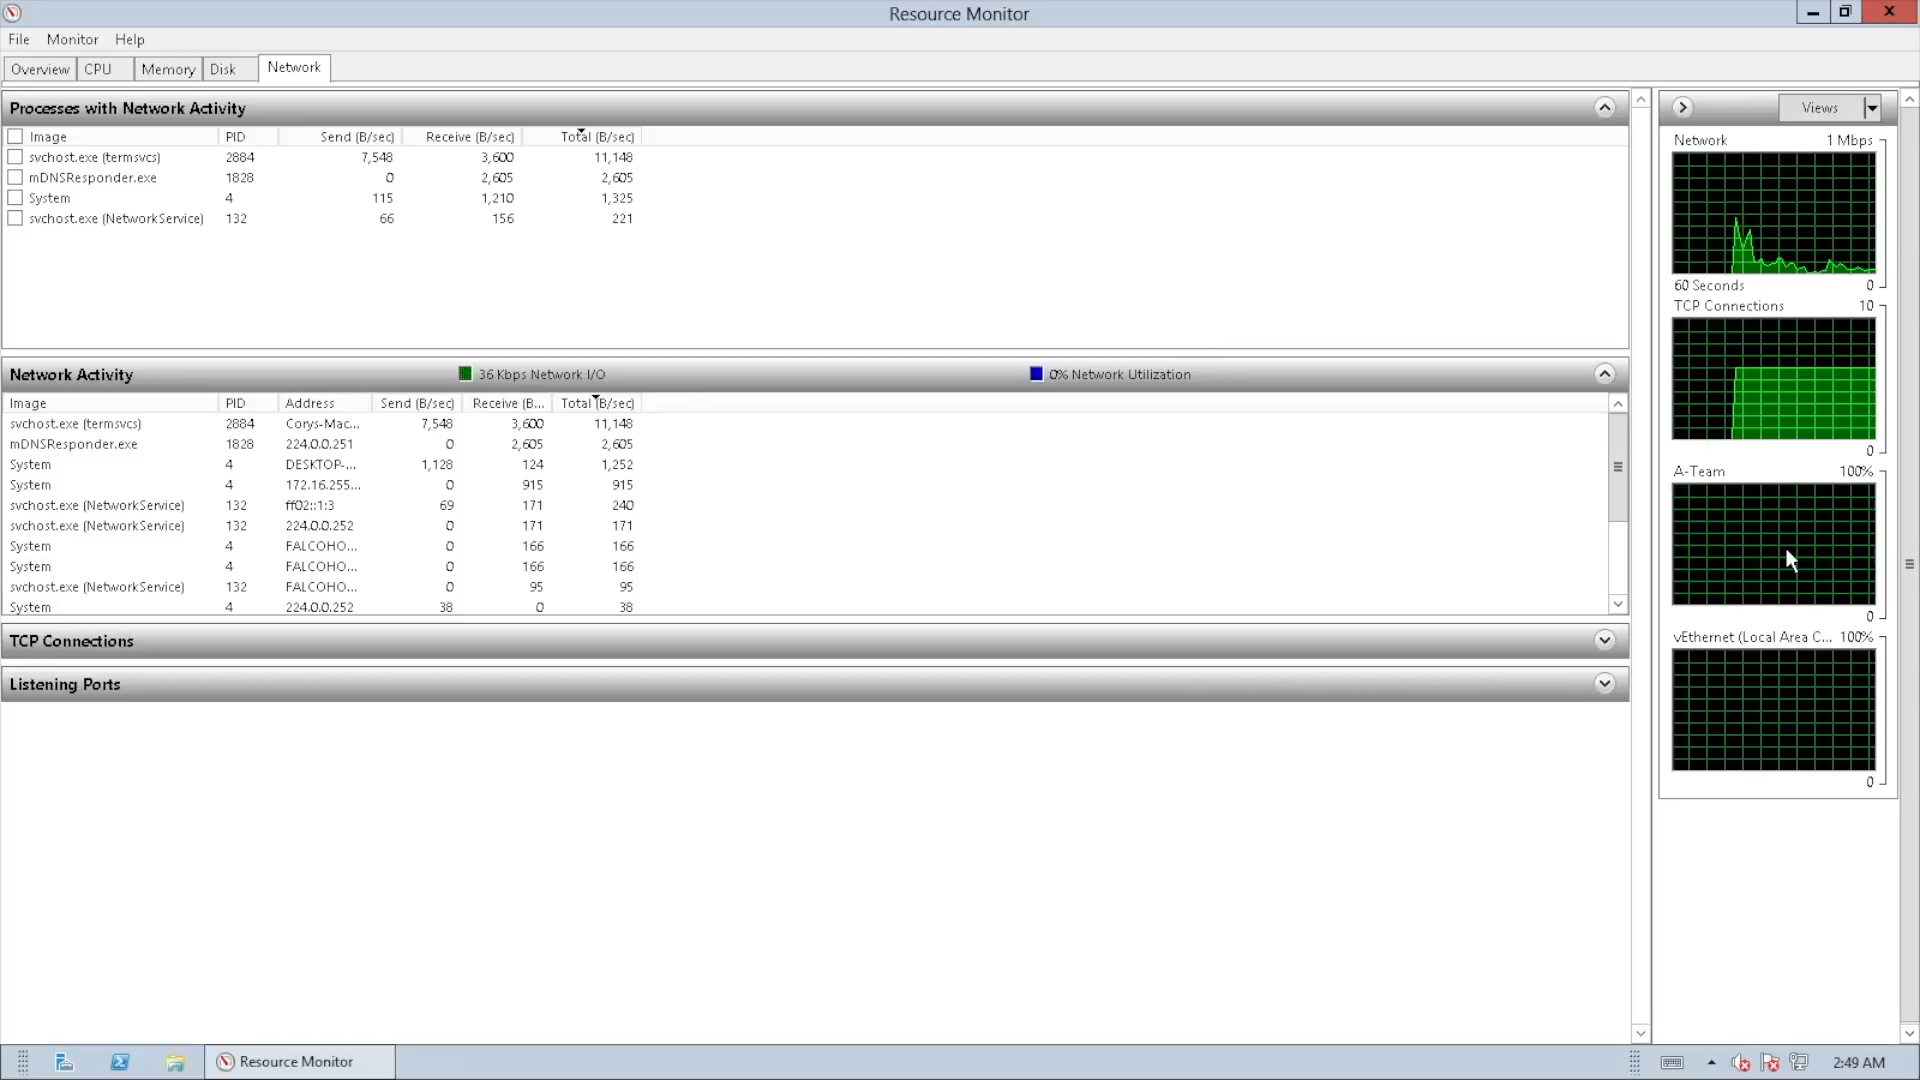 Resource Monitor
File Monitor Help
Overview CPU Memory Disk Network
Processes with Network Activity
Image PID Send (B/sec) Receive (B/sec) Total (B/sec)
svchost.exe (termsvcs) 2884 7,548 3,600 11,148
mDNSResponder.exe 1828 0 2,605 2,605
System 4 115 1,210 1,325
svchost.exe (NetworkService) 132 66 156 221
Network Activity 36 Kbps Network I/O 0% Network Utilization
Image PID Address Send (B/sec) Receive (B... Total (B/sec)
svchost.exe (termsvcs) 2884 Corys-Mac... 7,548 3,600 11,148
mDNSResponder.exe 1828 224.0.0.251 0 2,605 2,605
System 4 DESKTOP-... 1,128 124 1,252
System 4 172.16.255... 0 915 915
svchost.exe (NetworkService) 132 ff02::1:3 69 171 240
svchost.exe (NetworkService) 132 224.0.0.252 0 171 171
System 4 FALCOHO... 0 166 166
System 4 FALCOHO... 0 166 166
svchost.exe (NetworkService) 132 FALCOHO... 0 95 95
System 4 224.0.0.252 38 0 38
TCP Connections
Listening Ports
Views
Network 1 Mbps
60 Seconds 0
TCP Connections 10
0
A-Team 100%
0
vEthernet (Local Area C... 100%
0
Resource Monitor
2:49 AM